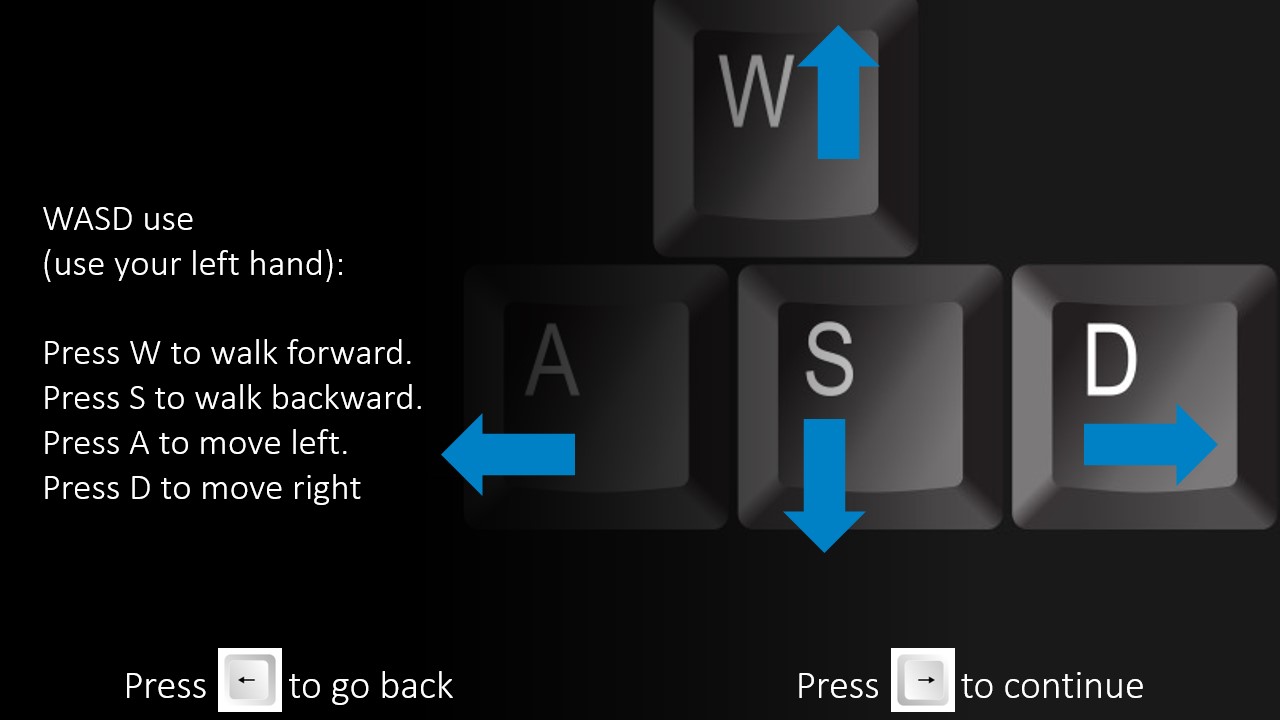 W
WASD use
(use your left hand):
A S D
Press W to walk forward.
Press S to walk backward.
Press A to move left.
Press D to move right
Press ← to go back
Press → to continue